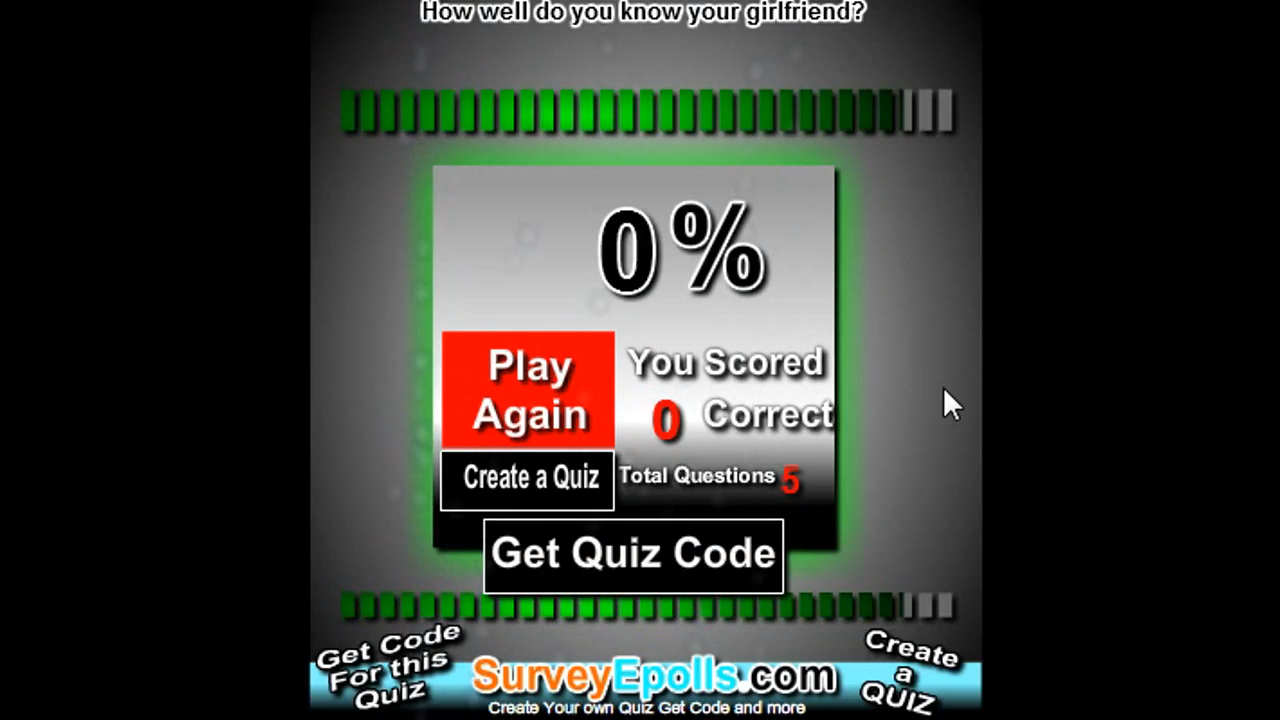 How well do you know your girlfriend?
0%
Play
Again
You Scored
0 Correct
Create a Quiz
Total Questions 5
Get Quiz Code
Get Code
For this
Quiz
SurveyEpolls.com
Create Your own Quiz Get Code and more
Create
a
QUIZ